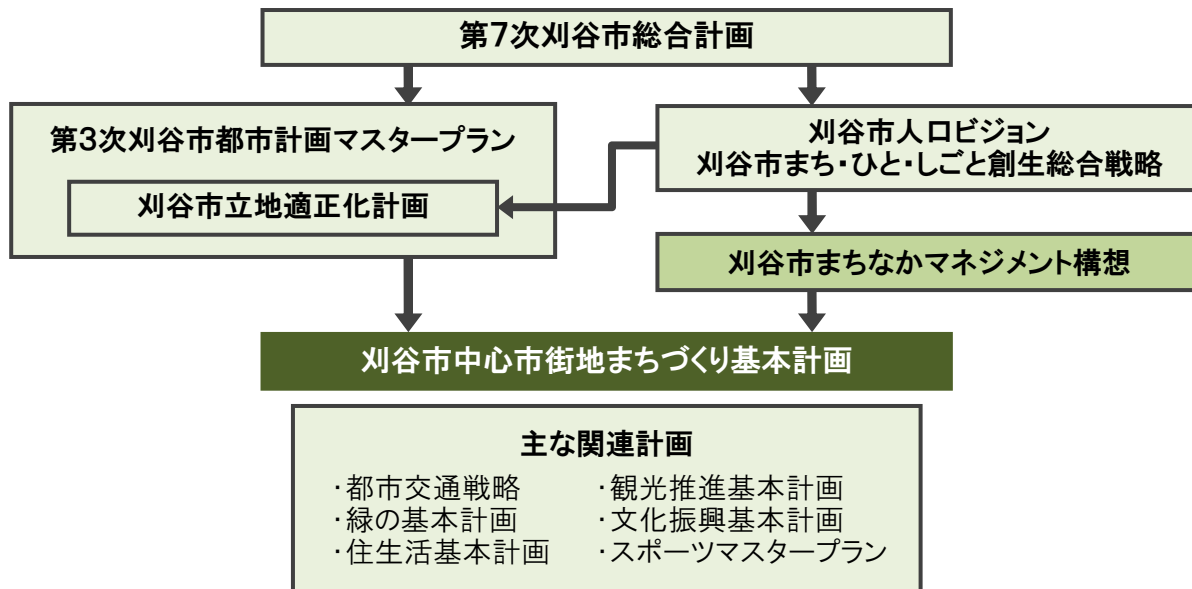 第7次刈谷市総合計画
第3次刈谷市都市計画マスタープラン
刈谷市立地適正化計画
刈谷市人口ビジョン
刈谷市まち・ひと・しごと創生総合戦略
刈谷市まちなかマネジメント構想
刈谷市中心市街地まちづくり基本計画
主な関連計画
・都市交通戦略
・緑の基本計画
・住生活基本計画
・観光推進基本計画
・文化振興基本計画
・スポーツマスタープラン